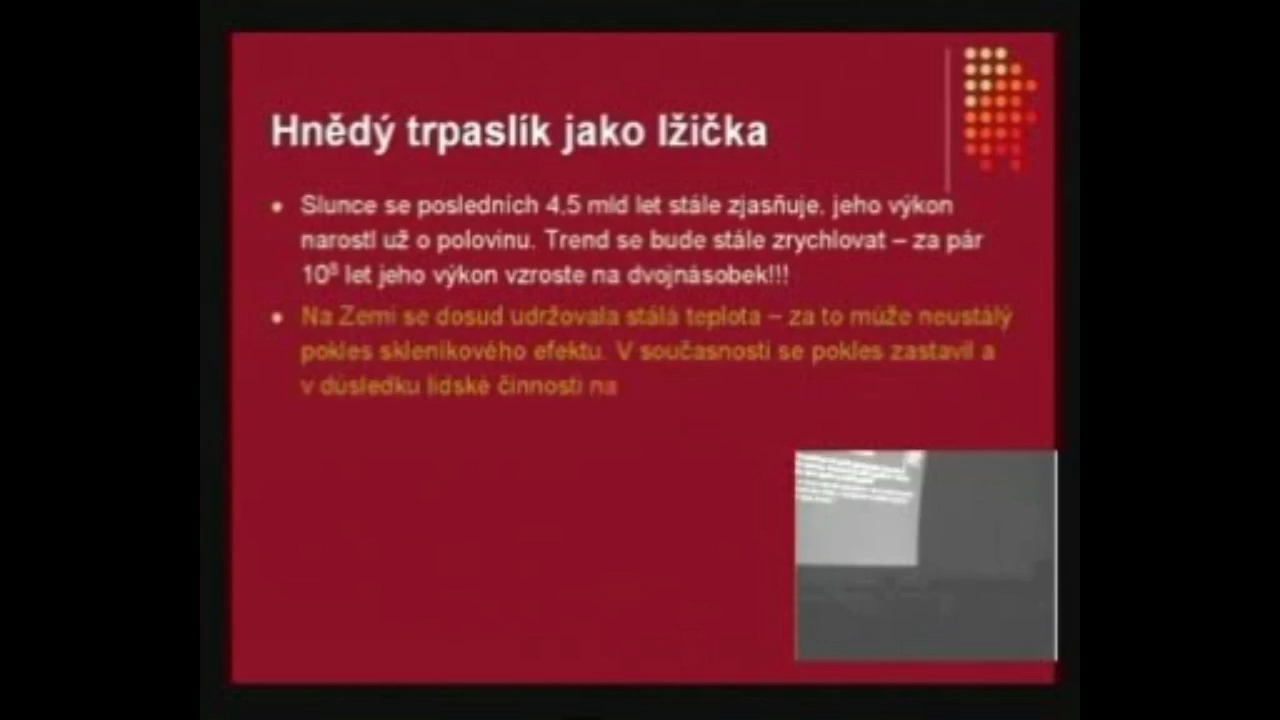 Hnědý trpaslík jako lžička
• Slunce se posledních 4,5 mld let stále zjasňuje, jeho výkon
narostl už o polovinu. Trend se bude stále zrychlovat – za pár
10⁸ let jeho výkon vzroste na dvojnásobek!!!
• Na Zemi se dosud udržovala stálá teplota – za to může neustálý
pokles skleníkového efektu. V současnosti se pokles zastavil a
v důsledku lidské činnosti na